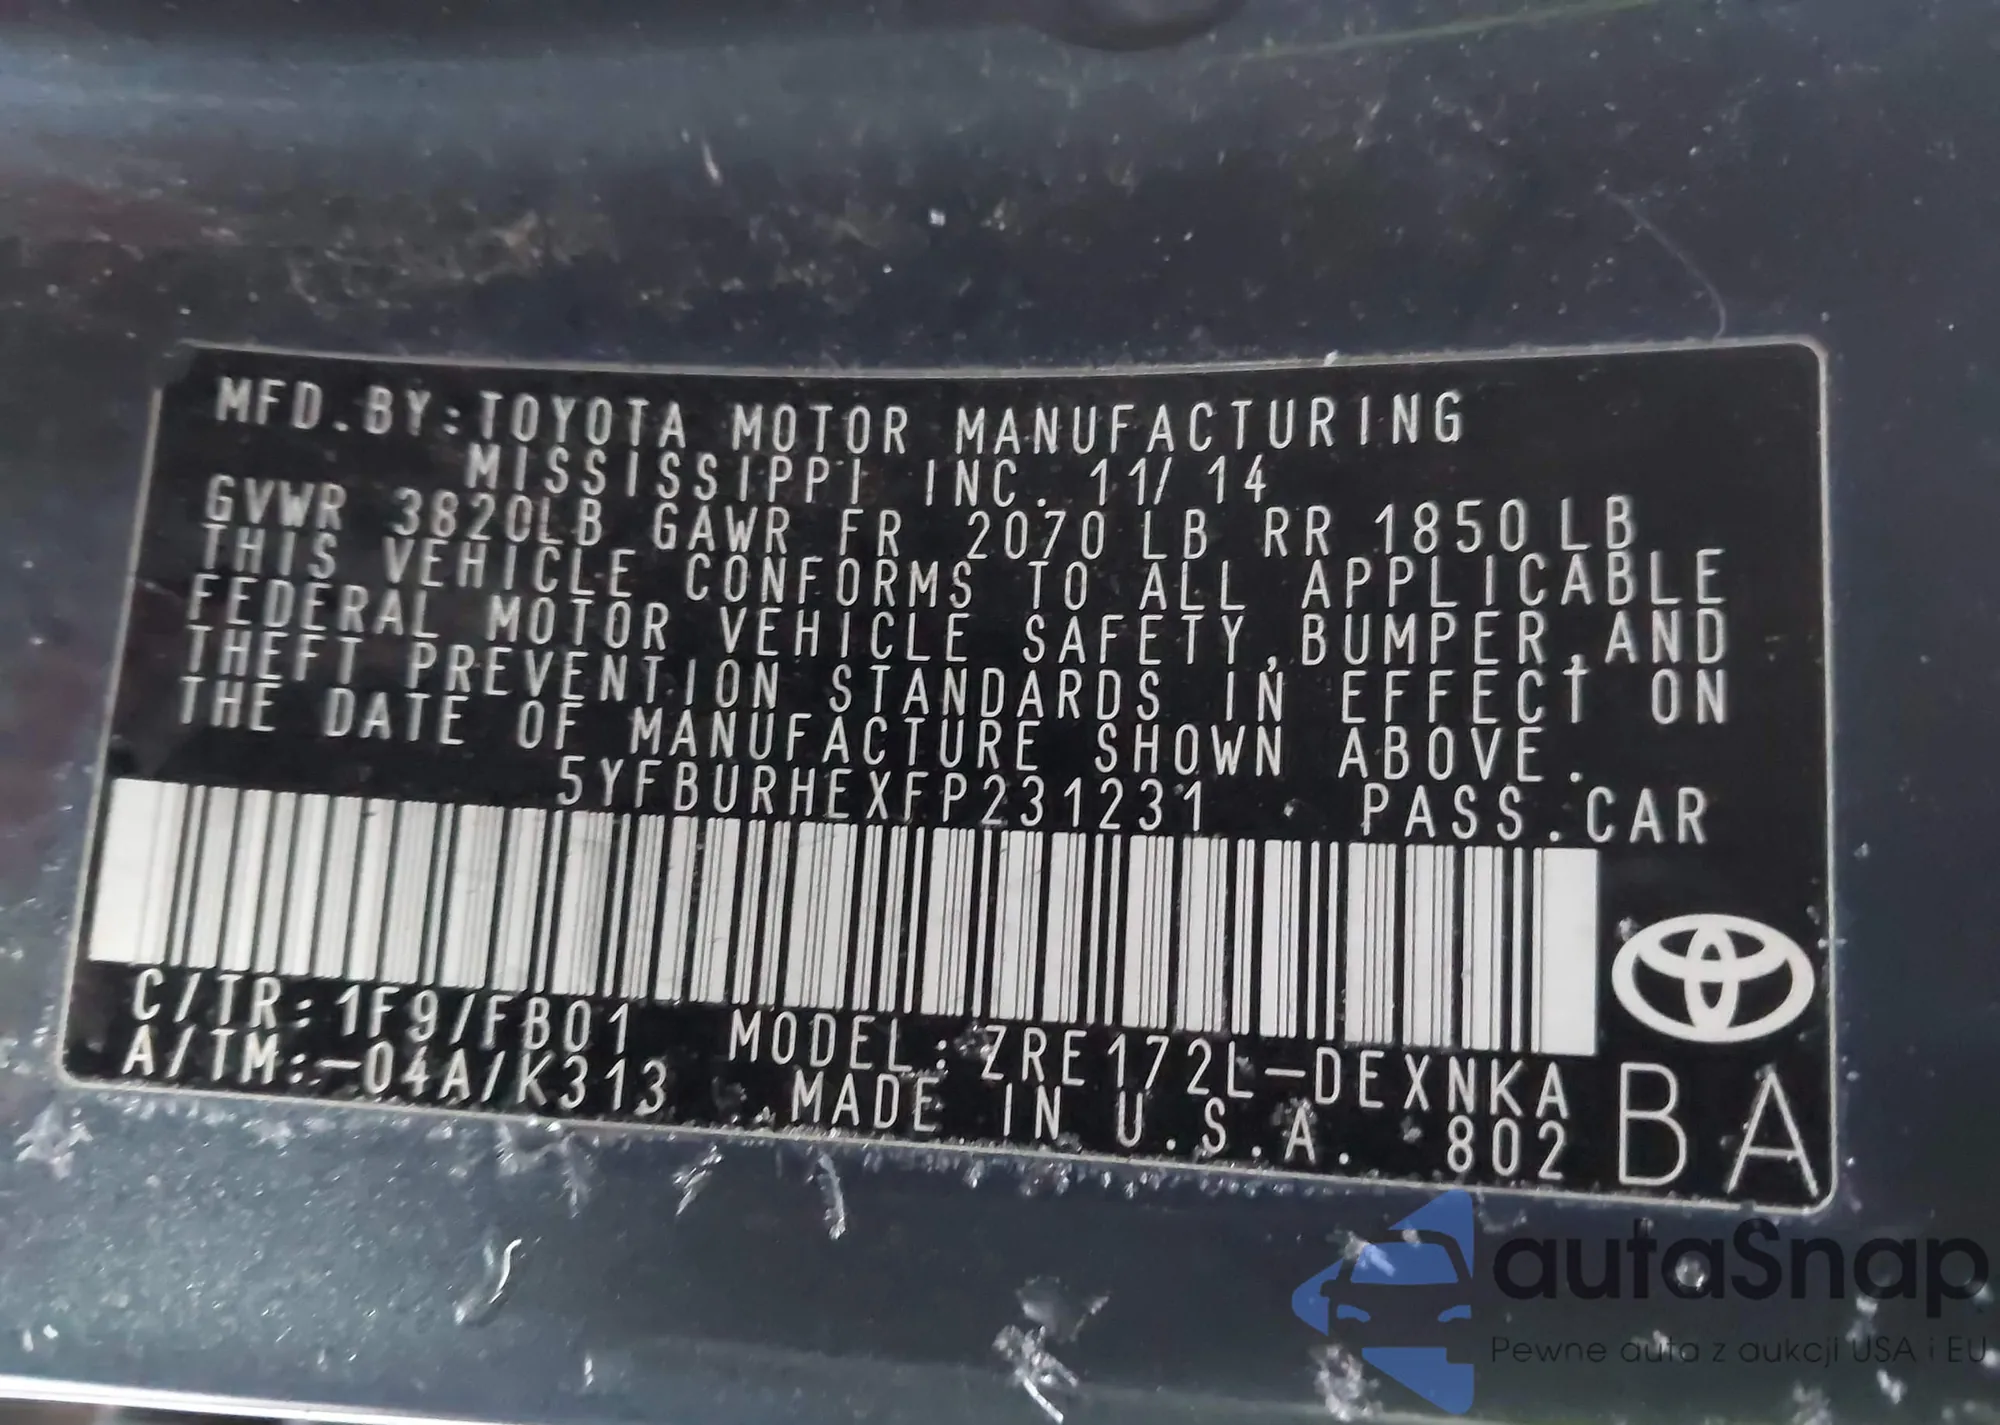 MFD.BY:TOYOTA MOTOR MANUFACTURING
MISSISSIPPI INC. 11/14
GVWR 3820LB GAWR FR 2070LB RR 1850LB
THIS VEHICLE CONFORMS TO ALL APPLICABLE
FEDERAL MOTOR VEHICLE SAFETY,BUMPER,AND
THEFT PREVENTION STANDARDS IN EFFECT ON
THE DATE OF MANUFACTURE SHOWN ABOVE.
5YFBURHEXFP231231 PASS.CAR
C/TR:1F9/FB01 MODEL:ZRE172L-DEXNKA
A/TM:-04A/K313 MADE IN U.S.A. 802
BA
autaSnap
Pewne auta z aukcji USA i EU